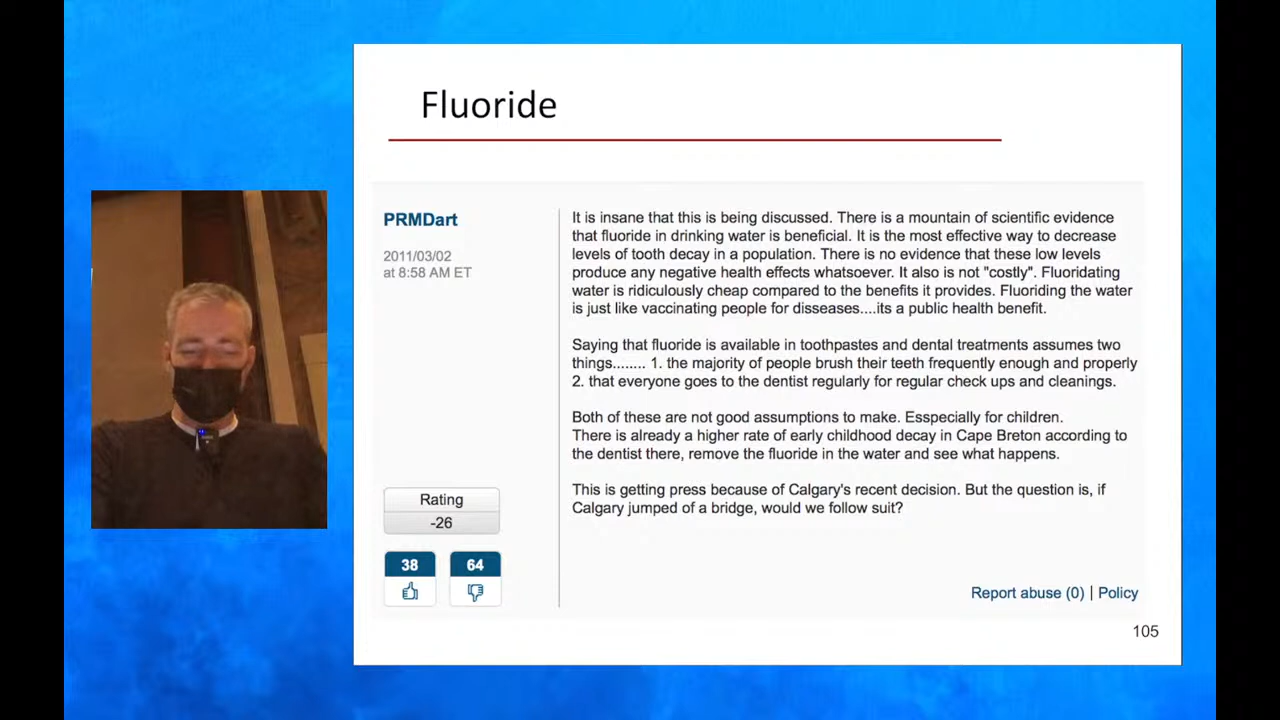 Fluoride
PRMDart
2011/03/02
at 8:58 AM ET
Rating
-26
38
64
It is insane that this is being discussed. There is a mountain of scientific evidence
that fluoride in drinking water is beneficial. It is the most effective way to decrease
levels of tooth decay in a population. There is no evidence that these low levels
produce any negative health effects whatsoever. It also is not "costly". Fluoridating
water is ridiculously cheap compared to the benefits it provides. Fluoriding the water
is just like vaccinating people for disseases....its a public health benefit.
Saying that fluoride is available in toothpastes and dental treatments assumes two
things........ 1. the majority of people brush their teeth frequently enough and properly
2. that everyone goes to the dentist regularly for regular check ups and cleanings.
Both of these are not good assumptions to make. Esspecially for children.
There is already a higher rate of early childhood decay in Cape Breton according to
the dentist there, remove the fluoride in the water and see what happens.
This is getting press because of Calgary's recent decision. But the question is, if
Calgary jumped of a bridge, would we follow suit?
Report abuse (0) | Policy
105